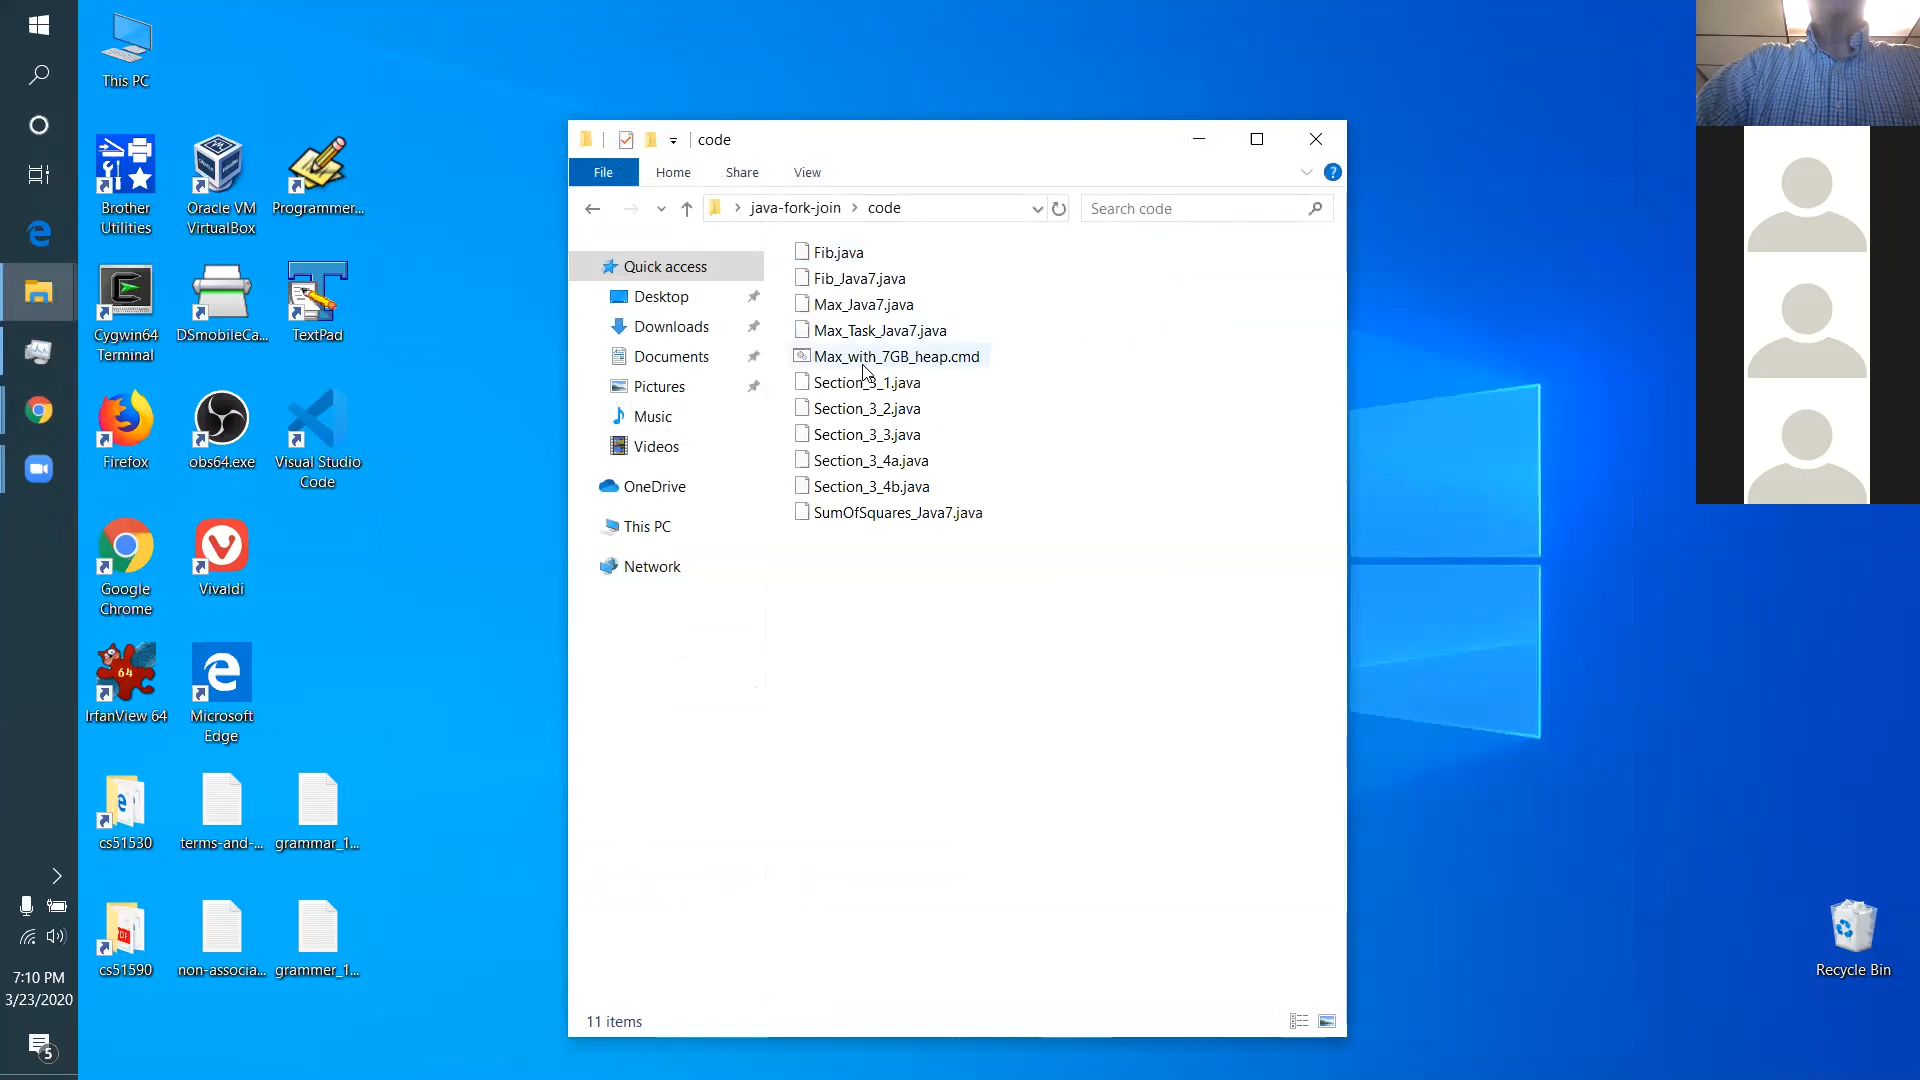 This PC
Brother
Utilities
Oracle VM
VirtualBox
Programmer...
Cygwin64
Terminal
DSmobileCa...
TextPad
Firefox
obs64.exe
Visual Studio
Code
Google
Chrome
Vivaldi
64
IrfanView 64
Microsoft
Edge
cs51530
terms-and-...
grammar_1...
PDF
cs51590
non-associa...
grammer_1...
7:10 PM
3/23/2020
5
code
File
Home
Share
View
?
java-fork-join
code
Search code
Quick access
Desktop
Downloads
Documents
Pictures
Music
Videos
OneDrive
This PC
Network
Fib.java
Fib_Java7.java
Max_Java7.java
Max_Task_Java7.java
Max_with_7GB_heap.cmd
Section_3_1.java
Section_3_2.java
Section_3_3.java
Section_3_4a.java
Section_3_4b.java
SumOfSquares_Java7.java
11 items
Recycle Bin